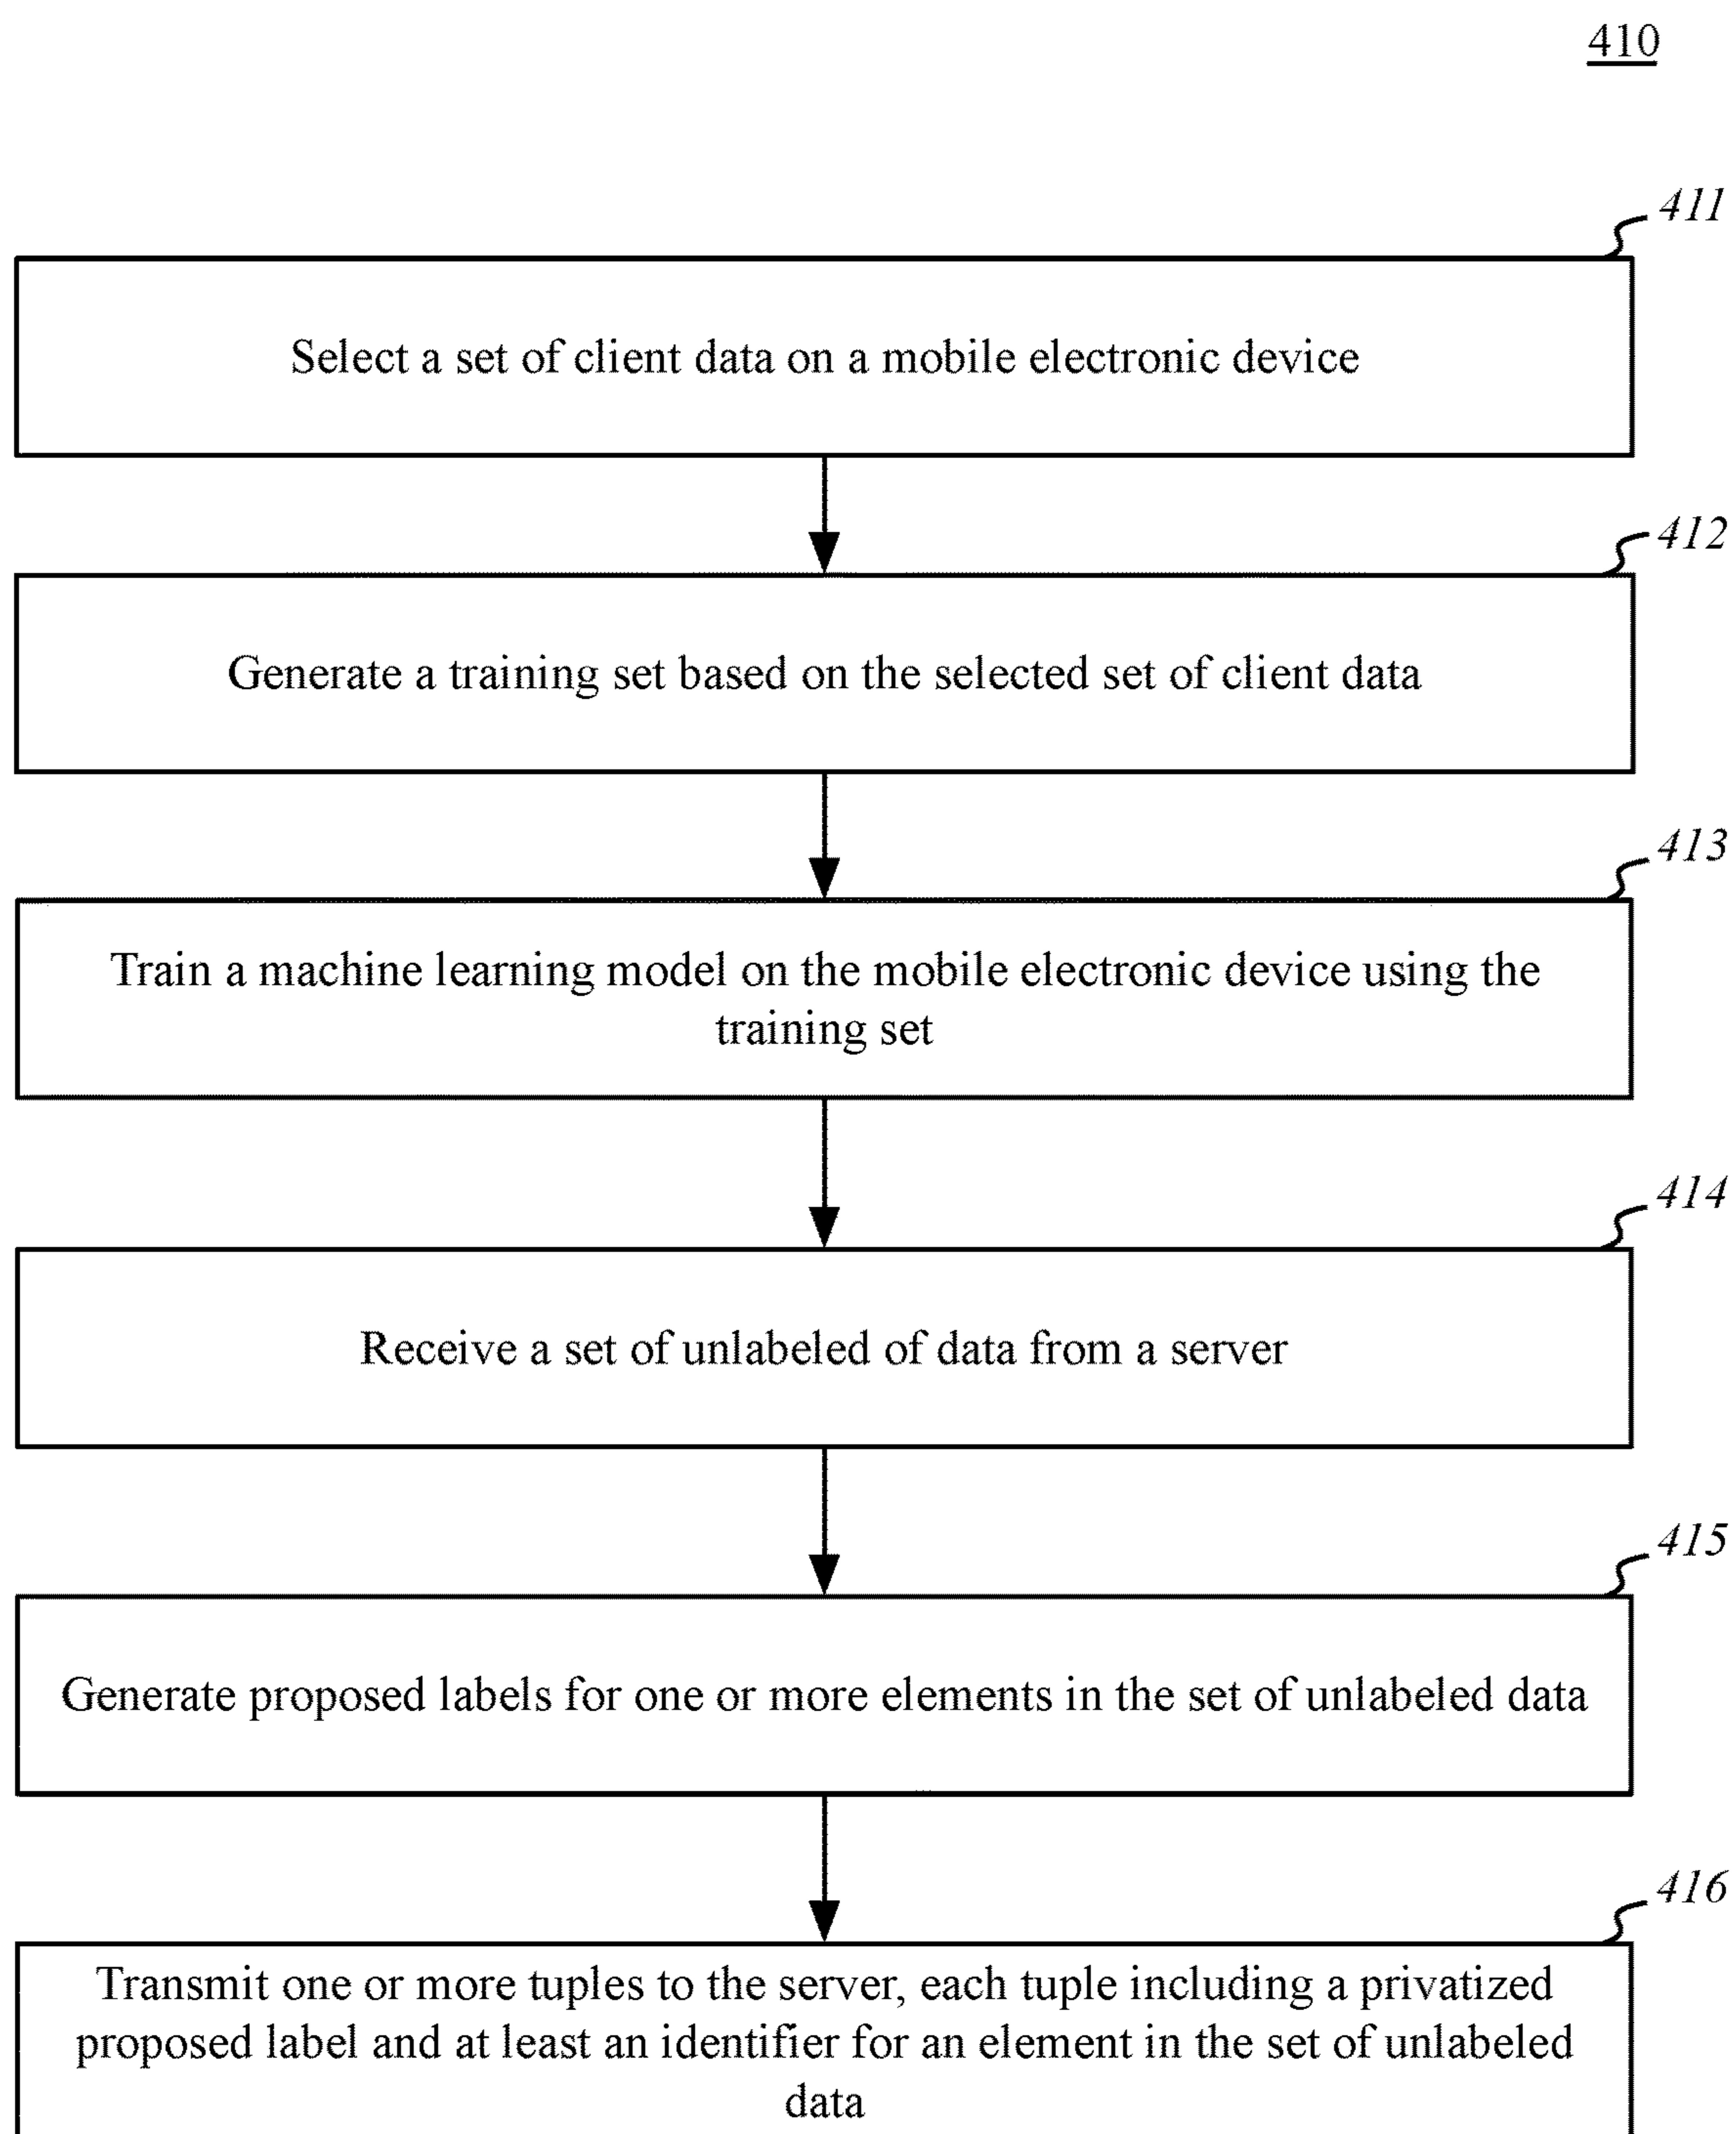 410
411
Select a set of client data on a mobile electronic device
412
Generate a training set based on the selected set of client data
413
Train a machine learning model on the mobile electronic device using the
training set
414
Receive a set of unlabeled of data from a server
415
Generate proposed labels for one or more elements in the set of unlabeled data
416
Transmit one or more tuples to the server, each tuple including a privatized
proposed label and at least an identifier for an element in the set of unlabeled
data